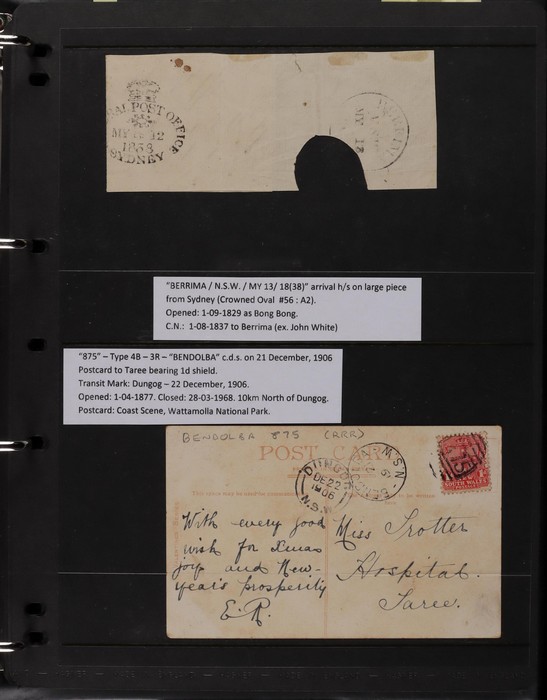 POST OFFICE
MY 12
1838
SYDNEY
"BERRIMA / N.S.W. / MY 13/ 18(38)" arrival h/s on large piece
from Sydney (Crowned Oval  #56 : A2).
Opened: 1-09-1829 as Bong Bong.
C.N.:  1-08-1837 to Berrima (ex. John White)
"875" – Type 4B – 3R – "BENDOLBA" c.d.s. on 21 December, 1906
Postcard to Taree bearing 1d shield.
Transit Mark: Dungog – 22 December, 1906.
Opened: 1-04-1877. Closed: 28-03-1968. 10km North of Dungog.
Postcard: Coast Scene, Wattamolla National Park.
BENDOLBA 875 (RRR)
POST CARD
DUNGOG
DE 22
1906
N.S.W
N.S.W
SOUTH WALES
With every good
wish for Xmas
joys and New-
year's prosperity
E.R.
Miss Trotter
Hospital.
Taree.